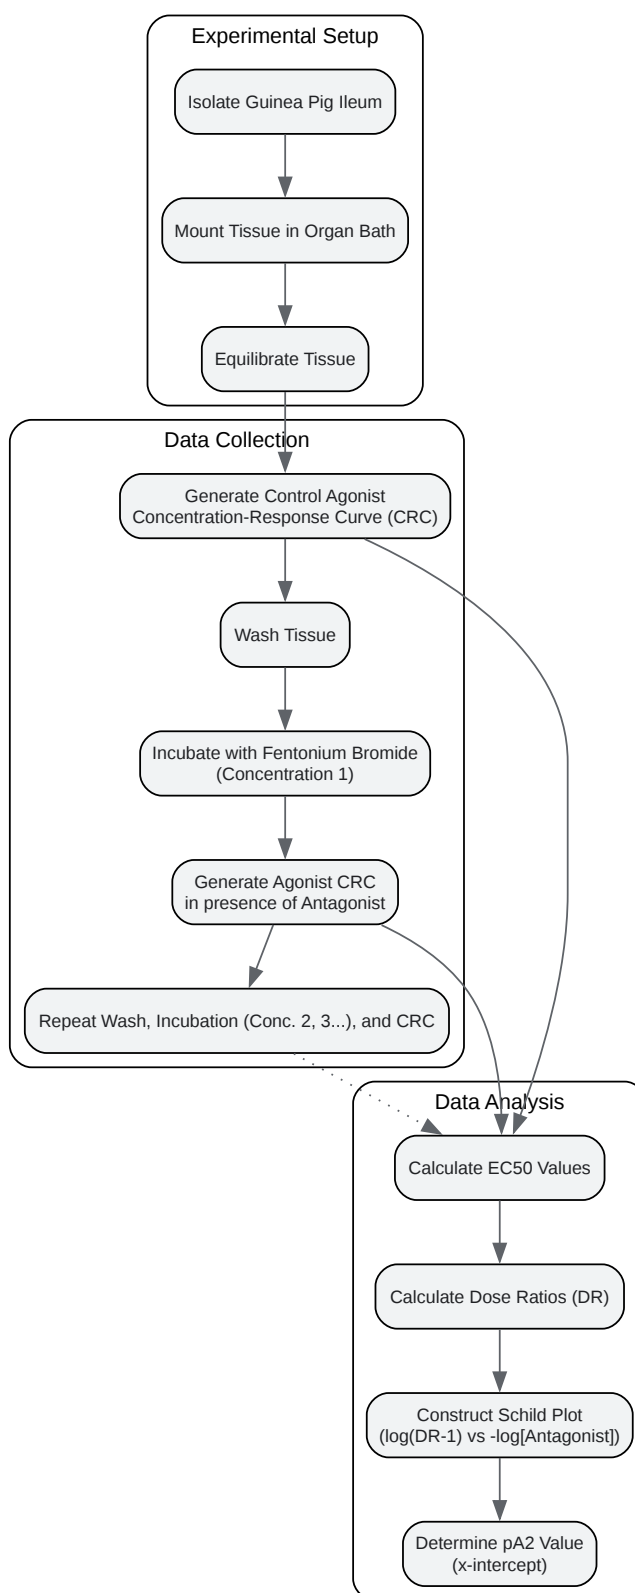 Experimental Setup
Isolate Guinea Pig Ileum
Mount Tissue in Organ Bath
Equilibrate Tissue
Data Collection
Generate Control Agonist
Concentration-Response Curve (CRC)
Wash Tissue
Incubate with Fentonium Bromide
(Concentration 1)
Generate Agonist CRC
in presence of Antagonist
Repeat Wash, Incubation (Conc. 2, 3...), and CRC
Data Analysis
Calculate EC50 Values
Calculate Dose Ratios (DR)
Construct Schild Plot
(log(DR-1) vs -log[Antagonist])
Determine pA2 Value
(x-intercept)